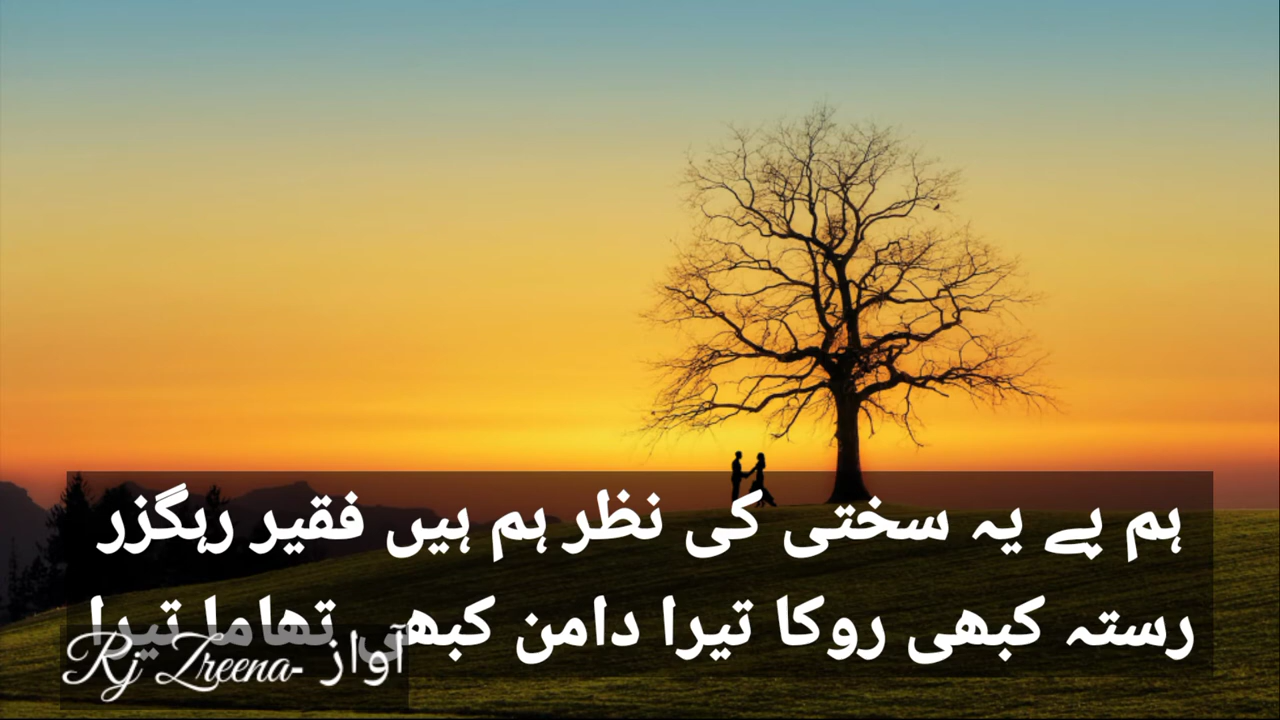 ہم پے یہ سختی کی نظر ہم ہیں فقیر رہگزر
رستہ کبھی روکا تیرا دامن کبھی تھاما تیرا
Rj Zreena- آواز